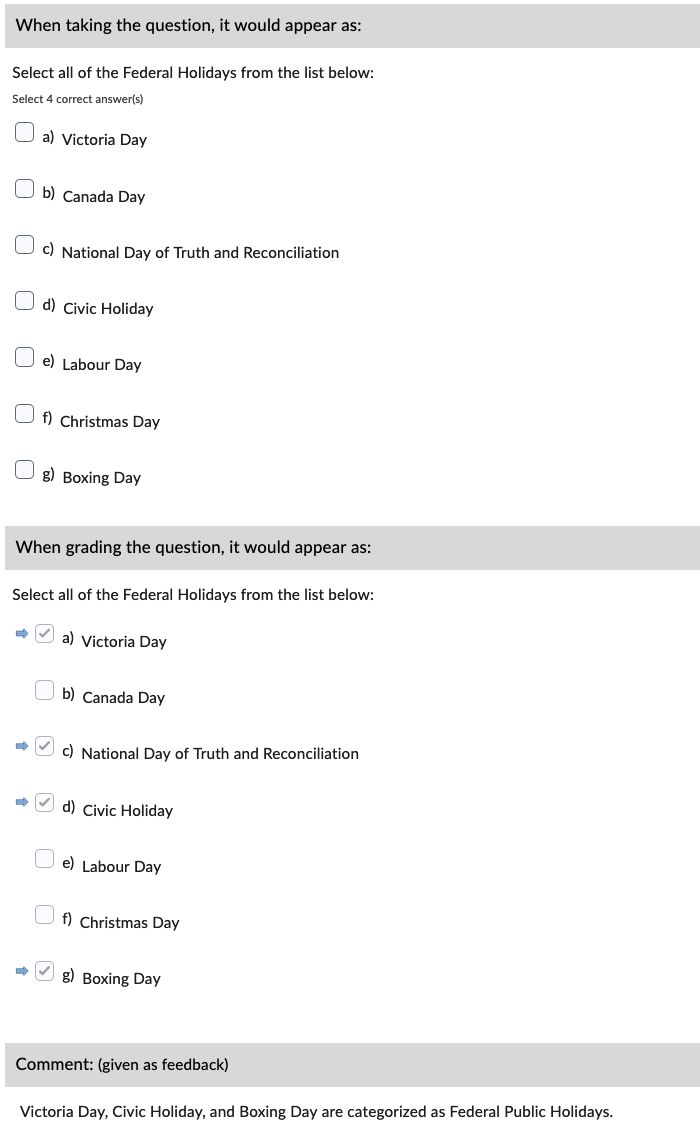 When taking the question, it would appear as:
Select all of the Federal Holidays from the list below:
Select 4 correct answer(s)
a) Victoria Day
b) Canada Day
c) National Day of Truth and Reconciliation
d) Civic Holiday
e) Labour Day
f) Christmas Day
g) Boxing Day
When grading the question, it would appear as:
Select all of the Federal Holidays from the list below:
a) Victoria Day
b) Canada Day
c) National Day of Truth and Reconciliation
d) Civic Holiday
e) Labour Day
f) Christmas Day
g) Boxing Day
Comment: (given as feedback)
Victoria Day, Civic Holiday, and Boxing Day are categorized as Federal Public Holidays.